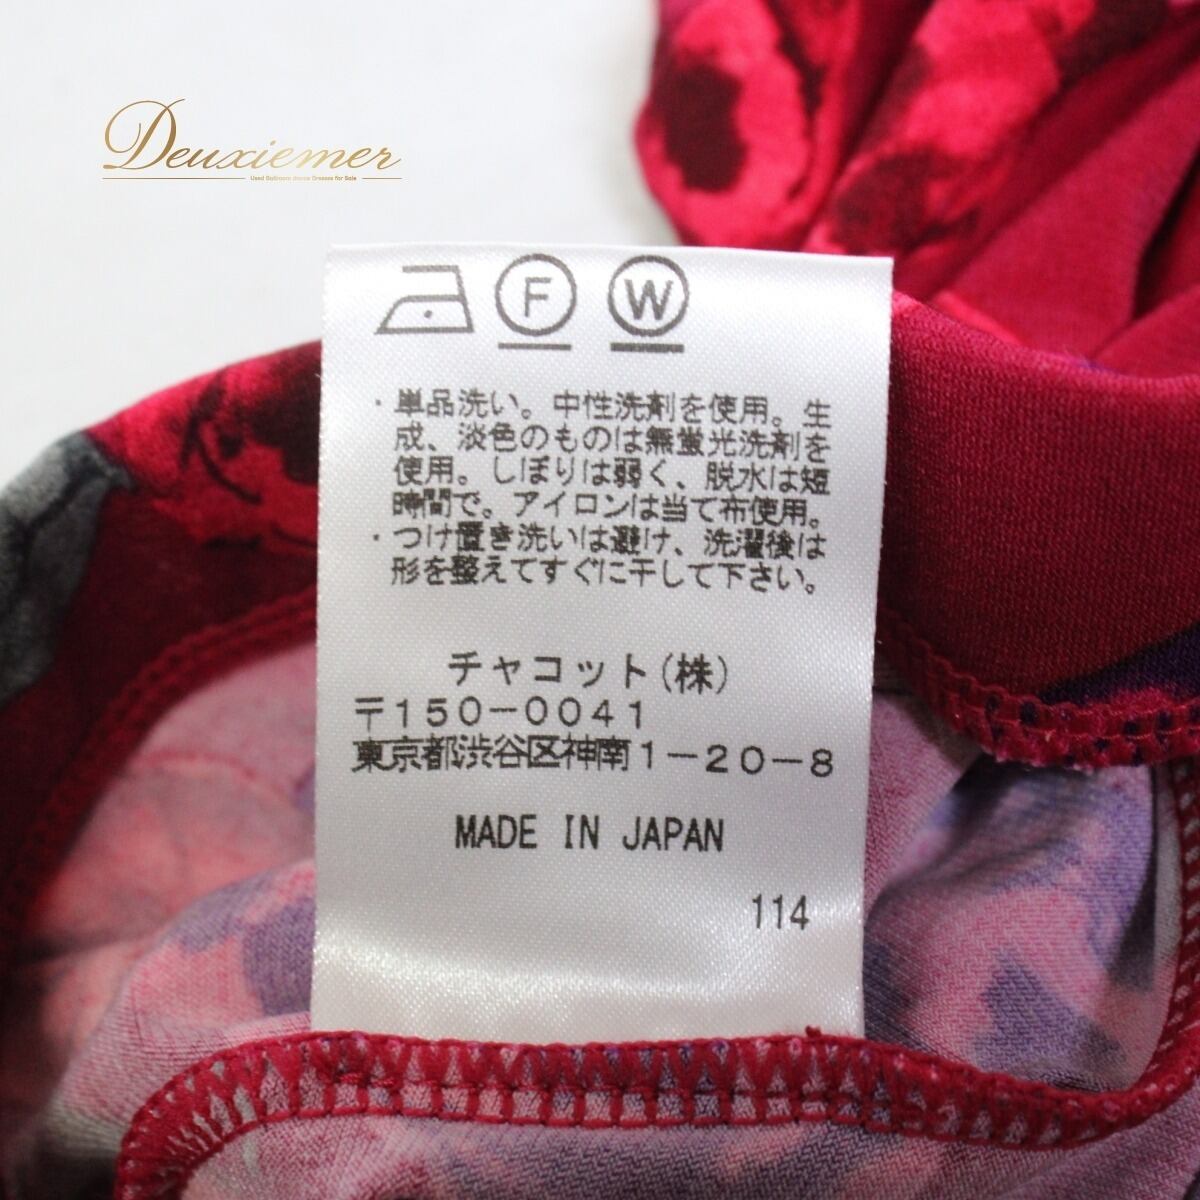 Deuxiemer
Used Ballroom dance Dresses for Sale
F W
・単品洗い。中性洗剤を使用。生
成、淡色のものは無蛍光洗剤を
使用。しぼりは弱く、脱水は短
時間で。アイロンは当て布使用。
・つけ置き洗いは避け、洗濯後は
形を整えてすぐに干して下さい。
チャコット(株)
〒150-0041
東京都渋谷区神南1-20-8
MADE IN JAPAN
114